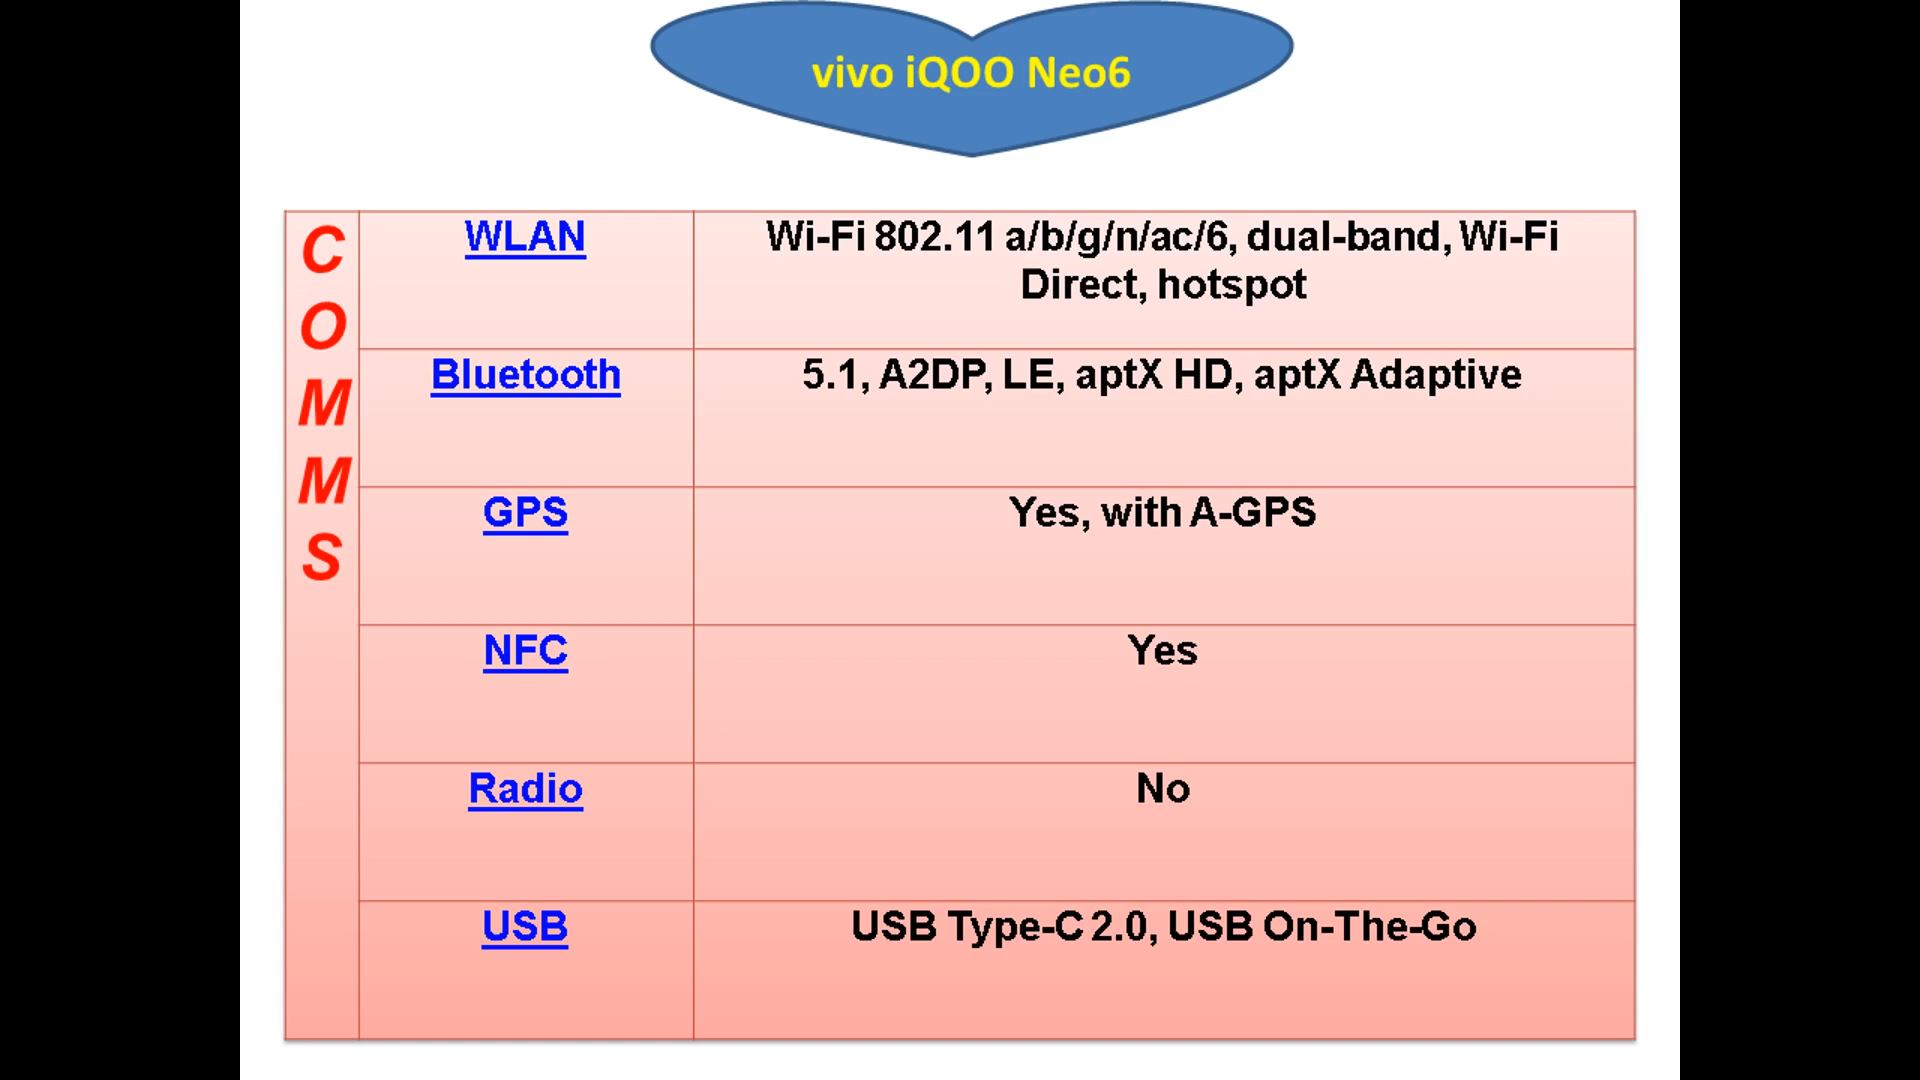 vivo iQOO Neo6
C
O
M
M
S
WLAN
Wi-Fi 802.11 a/b/g/n/ac/6, dual-band, Wi-Fi
Direct, hotspot
Bluetooth
5.1, A2DP, LE, aptX HD, aptX Adaptive
GPS
Yes, with A-GPS
NFC
Yes
Radio
No
USB
USB Type-C 2.0, USB On-The-Go